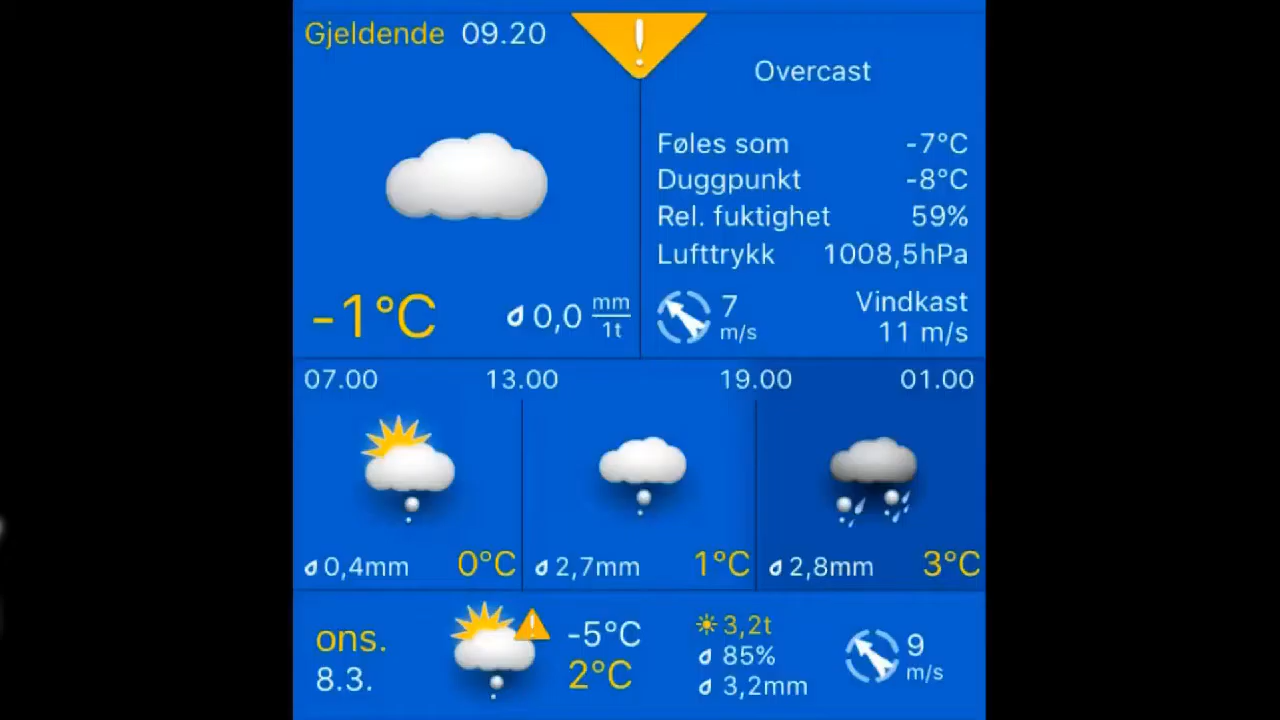 Gjeldende 09.20
Overcast
Føles som -7°C
Duggpunkt -8°C
Rel. fuktighet 59%
Lufttrykk 1008,5hPa
-1°C 0,0 mm/1t
7 m/s
Vindkast
11 m/s
07.00 13.00 19.00 01.00
0,4mm 0°C 2,7mm 1°C 2,8mm 3°C
ons.
8.3.
-5°C
2°C
3,2t
85%
3,2mm
9 m/s